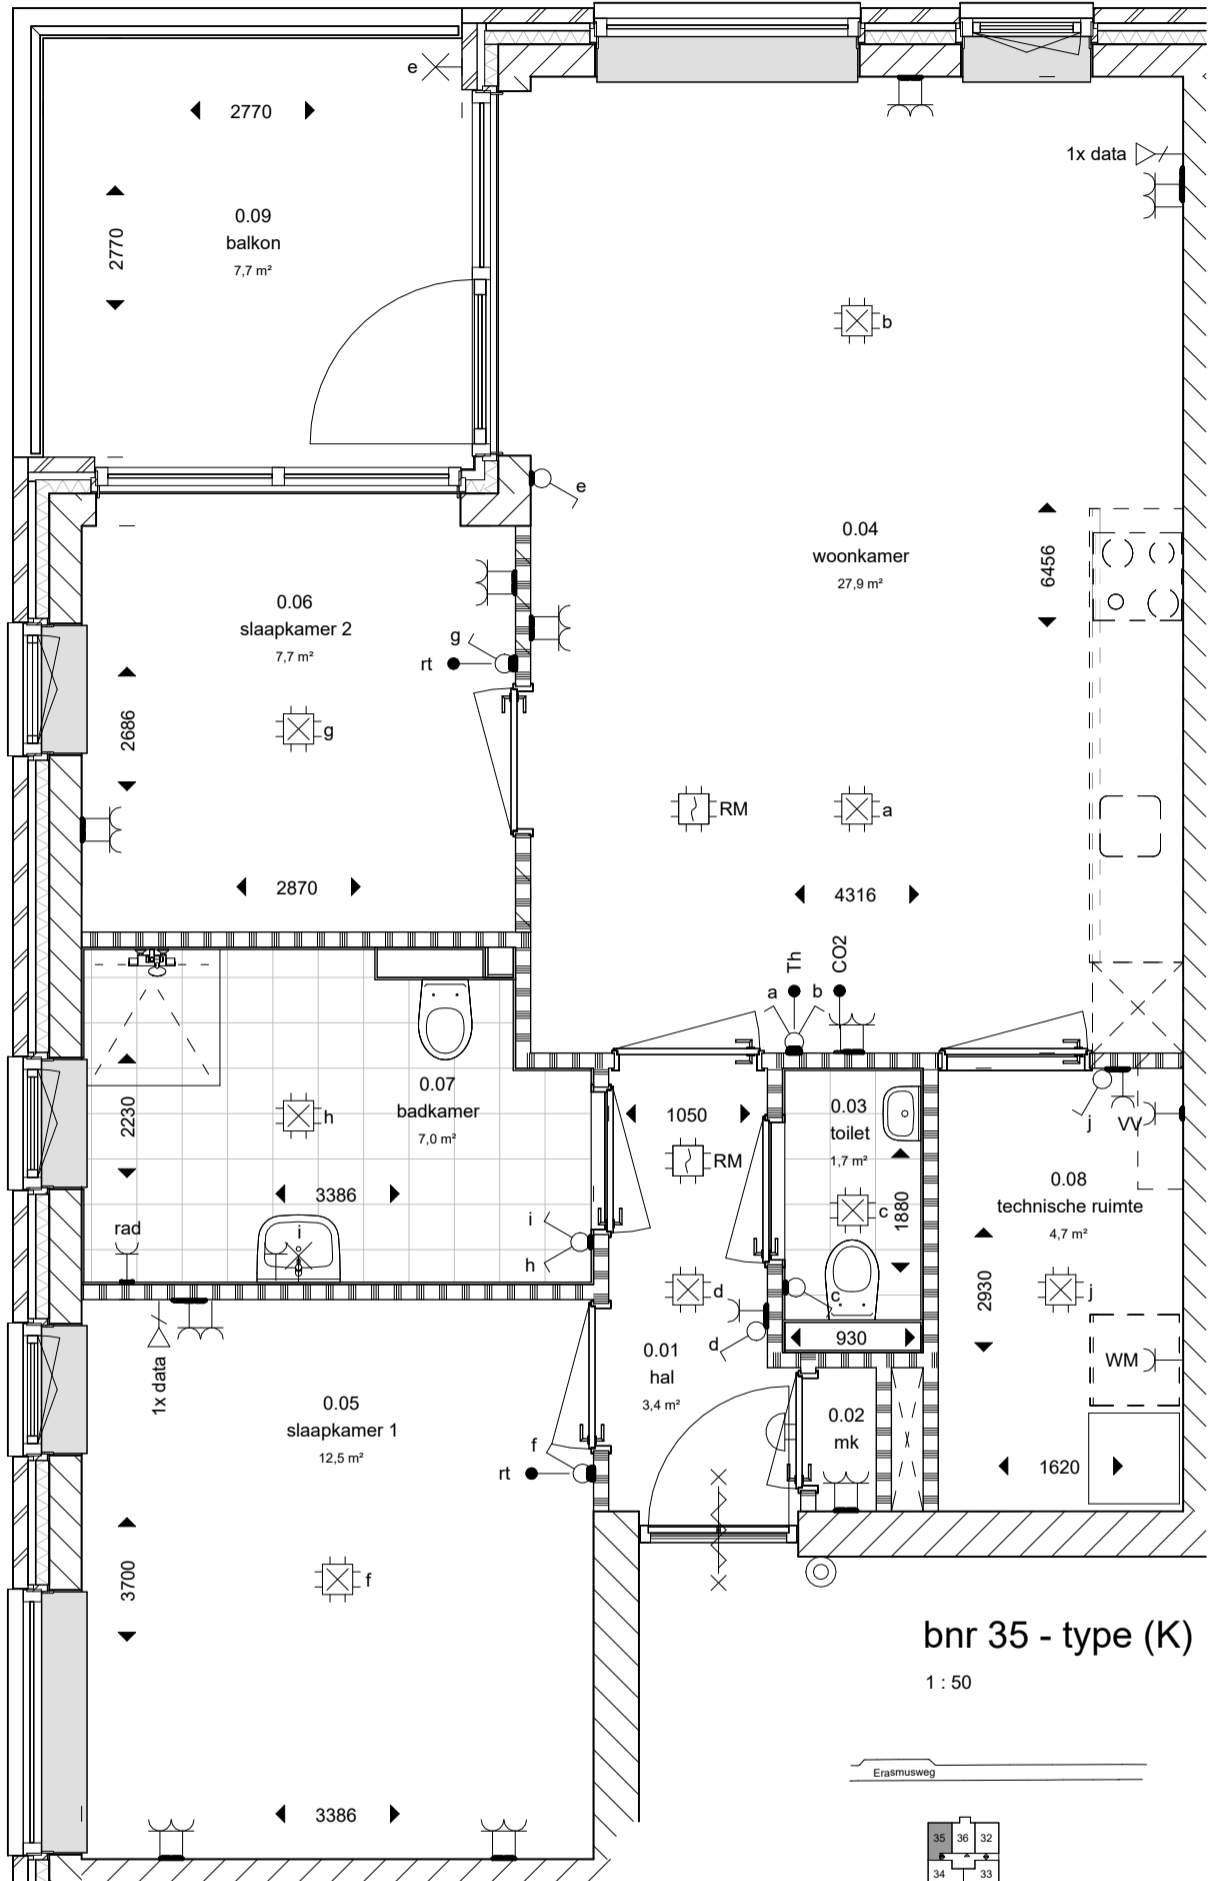 e
2770
1x data
2770
0.09
balkon
7,7 m²
b
e
0.04
woonkamer
27,9 m²
6456
0.06
slaapkamer 2
7,7 m²
g
rt
2686
g
RM
a
2870
4316
Th
CO2
a
b
0.07
badkamer
7,0 m²
2230
h
3386
1050
RM
0.03
toilet
1,7 m²
j
VV
c
1880
0.08
technische ruimte
4,7 m²
rad
i
i
h
d
c
2930
j
1x data
d
930
0.01
hal
3,4 m²
WM
0.05
slaapkamer 1
12,5 m²
0.02
mk
f
rt
1620
3700
f
bnr 35 - type (K)
1 : 50
Erasmusweg
3386
35 36 32
34 33